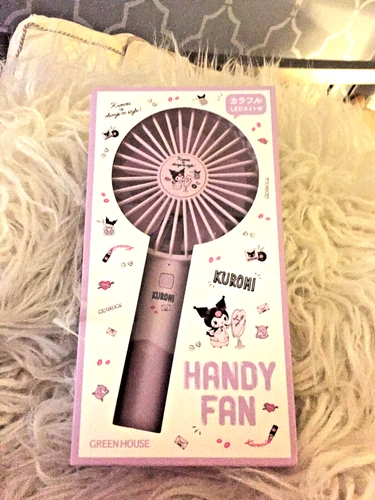 Kuromi
is
always in style!
カラフル
LEDライト付
KUROMI
KUROMI
HANDY
FAN
GREEN HOUSE